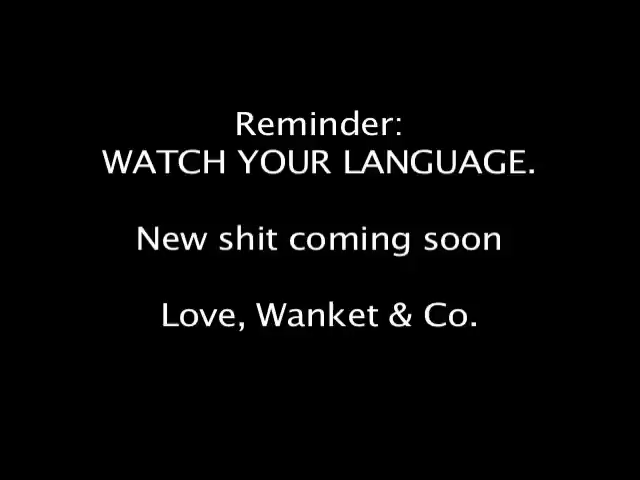 Reminder:
WATCH YOUR LANGUAGE.
New shit coming soon
Love, Wanket & Co.